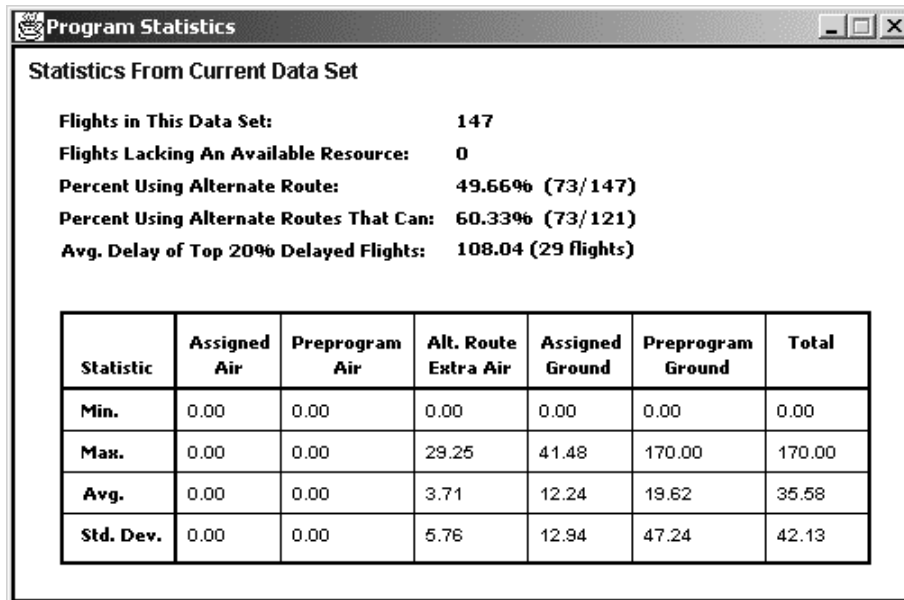 Program Statistics
Statistics From Current Data Set
Flights in This Data Set: 147
Flights Lacking An Available Resource: 0
Percent Using Alternate Route: 49.66% (73/147)
Percent Using Alternate Routes That Can: 60.33% (73/121)
Avg. Delay of Top 20% Delayed Flights: 108.04 (29 flights)
Statistic Assigned Air Preprogram Air Alt. Route Extra Air Assigned Ground Preprogram Ground Total
Min. 0.00 0.00 0.00 0.00 0.00 0.00
Max. 0.00 0.00 29.25 41.48 170.00 170.00
Avg. 0.00 0.00 3.71 12.24 19.62 35.58
Std. Dev. 0.00 0.00 5.76 12.94 47.24 42.13